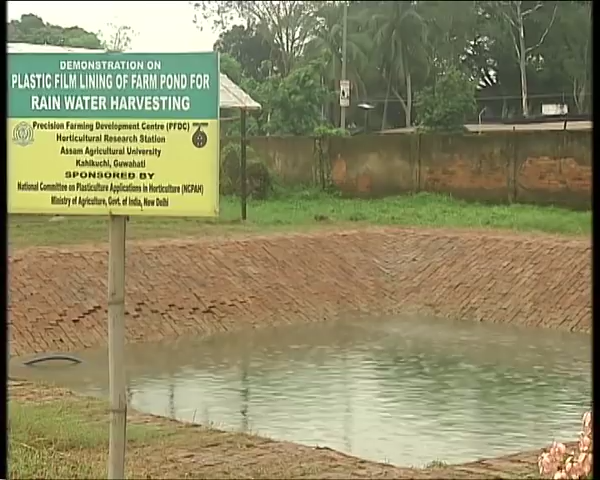 DEMONSTRATION ON
PLASTIC FILM LINING OF FARM POND FOR
RAIN WATER HARVESTING
Precision Farming Development Centre (PFDC)
Horticultural Research Station
Assam Agricultural University
Kahikuchi, Guwahati
SPONSORED BY
National Committee on Plasticulture Applications in Horticulture (NCPAH)
Ministry of Agriculture, Govt. of India, New Delhi